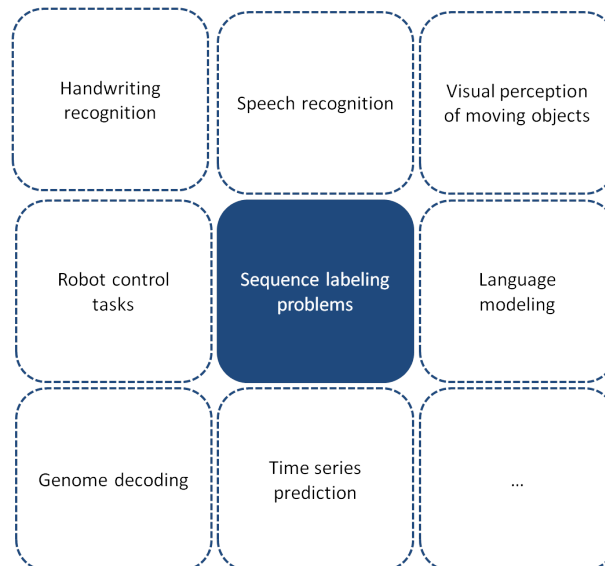 Handwriting
recognition
Speech recognition
Visual perception
of moving objects
Robot control
tasks
Sequence labeling
problems
Language
modeling
Genome decoding
Time series
prediction
...